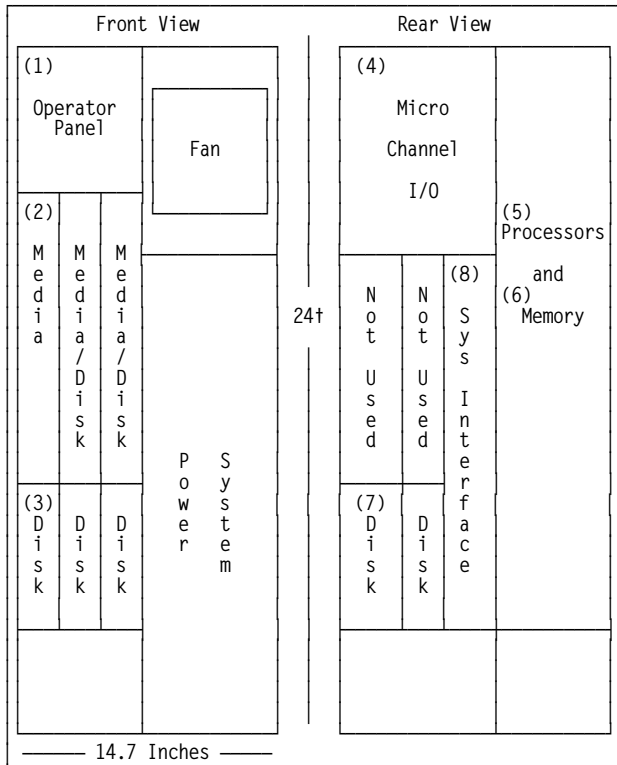 Front View
(1)
Operator
Panel
Fan
(2)
Media
Media/Disk
Media/Disk
(3)
Disk
Disk
Disk
Power
System
14.7 Inches
24†
Rear View
(4)
Micro
Channel
I/O
(5)
Processors
and
(6)
Memory
Not Used
Not Used
(8)
Sys Interface
(7)
Disk
Disk